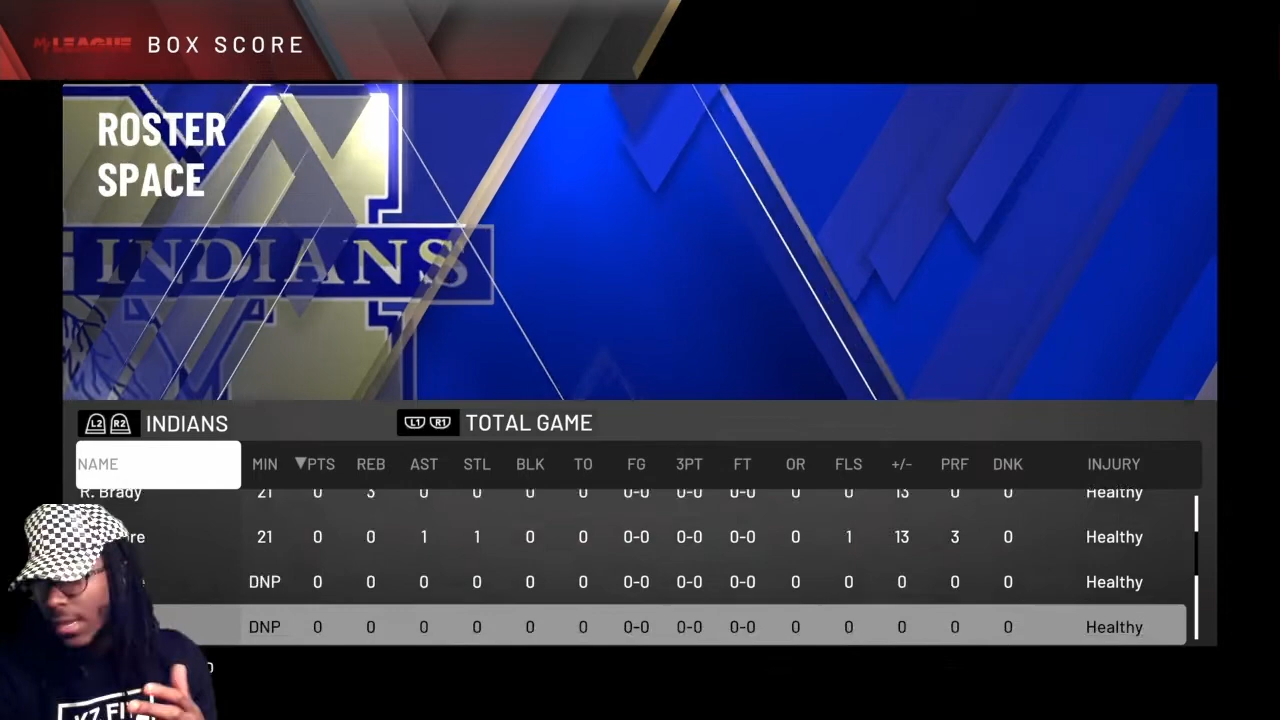 MyLEAGUE BOX SCORE
ROSTER
SPACE
INDIANS
L2 R2 INDIANS L1 R1 TOTAL GAME
NAME MIN ▼PTS REB AST STL BLK TO FG 3PT FT OR FLS +/- PRF DNK INJURY
R. Brady 21 0 3 0 0 0 0 0-0 0-0 0-0 0 0 13 0 0 Healthy
re 21 0 0 1 1 0 0 0-0 0-0 0-0 0 1 13 3 0 Healthy
DNP 0 0 0 0 0 0 0-0 0-0 0-0 0 0 0 0 0 Healthy
DNP 0 0 0 0 0 0 0-0 0-0 0-0 0 0 0 0 0 Healthy